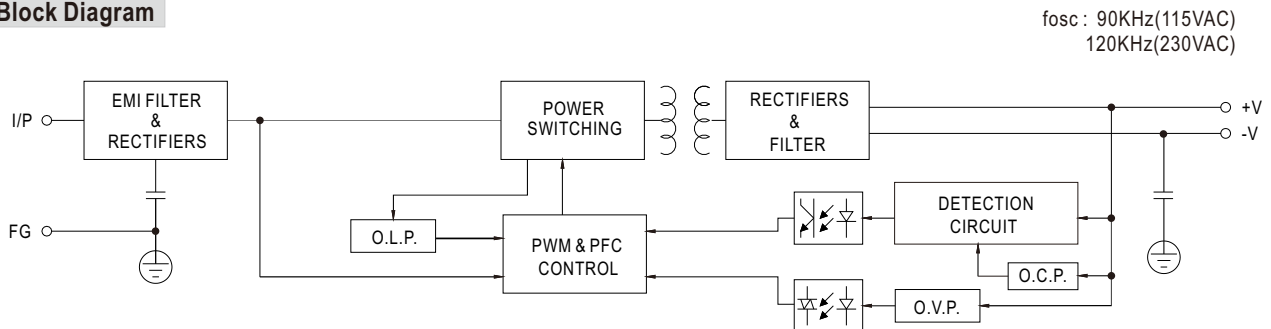 Block Diagram
fosc : 90KHz(115VAC)
120KHz(230VAC)
I/P
EMI FILTER
&
RECTIFIERS
POWER
SWITCHING
RECTIFIERS
&
FILTER
+V
-V
FG
O.L.P.
PWM & PFC
CONTROL
DETECTION
CIRCUIT
O.C.P.
O.V.P.